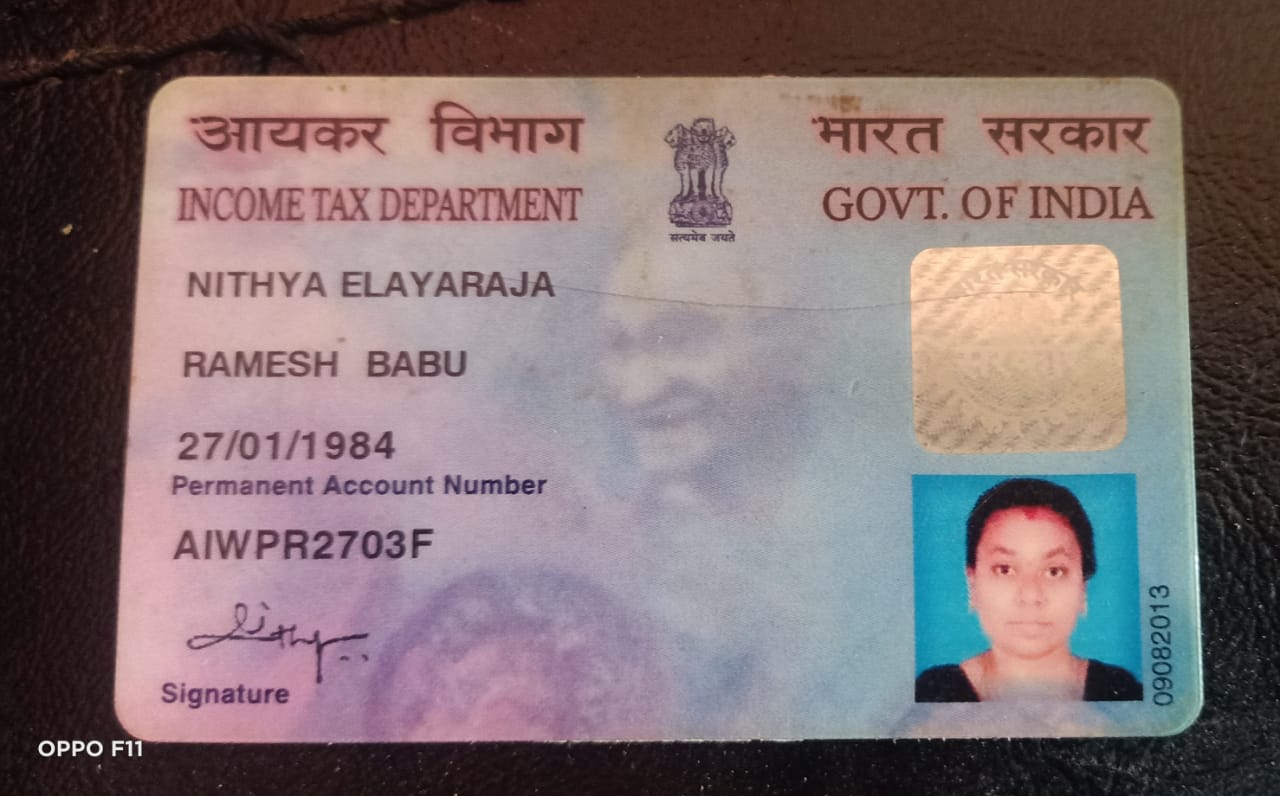 आयकर विभाग
भारत सरकार
INCOME TAX DEPARTMENT
GOVT. OF INDIA
सत्यमेव जयते
NITHYA ELAYARAJA
RAMESH BABU
27/01/1984
Permanent Account Number
AIWPR2703F
Signature
09082013
OPPO F11